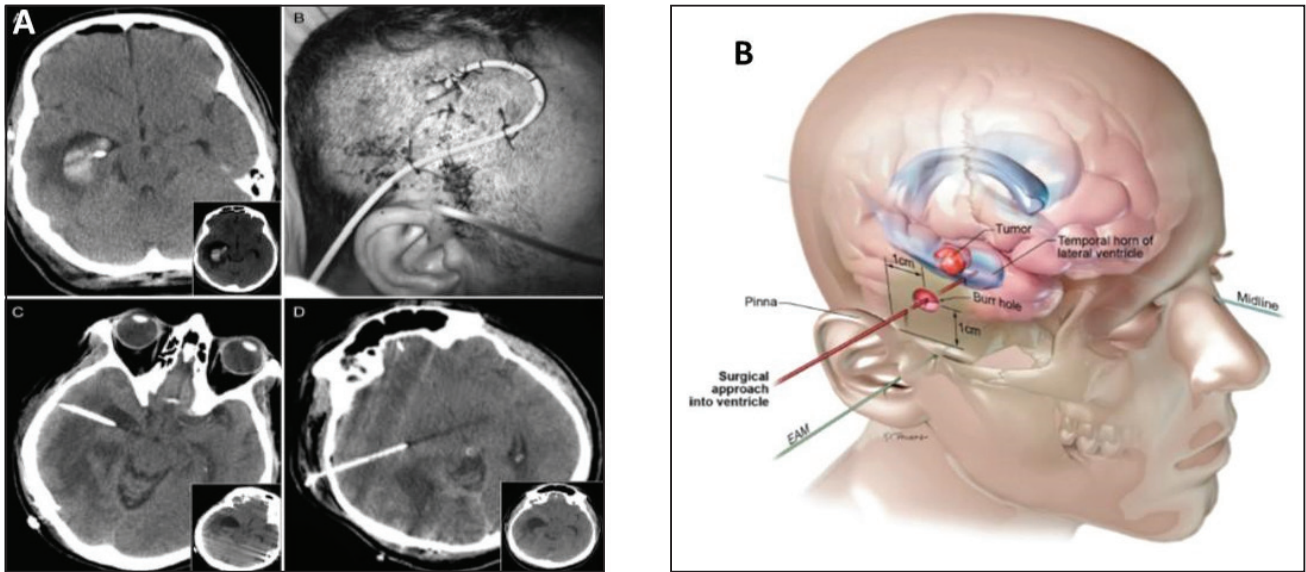 A
B
C
D
B
Tumor
Temporal horn of
lateral ventricle
1cm
Burr hole
Pinna
1cm
Midline
Surgical
approach
into ventricle
EAM